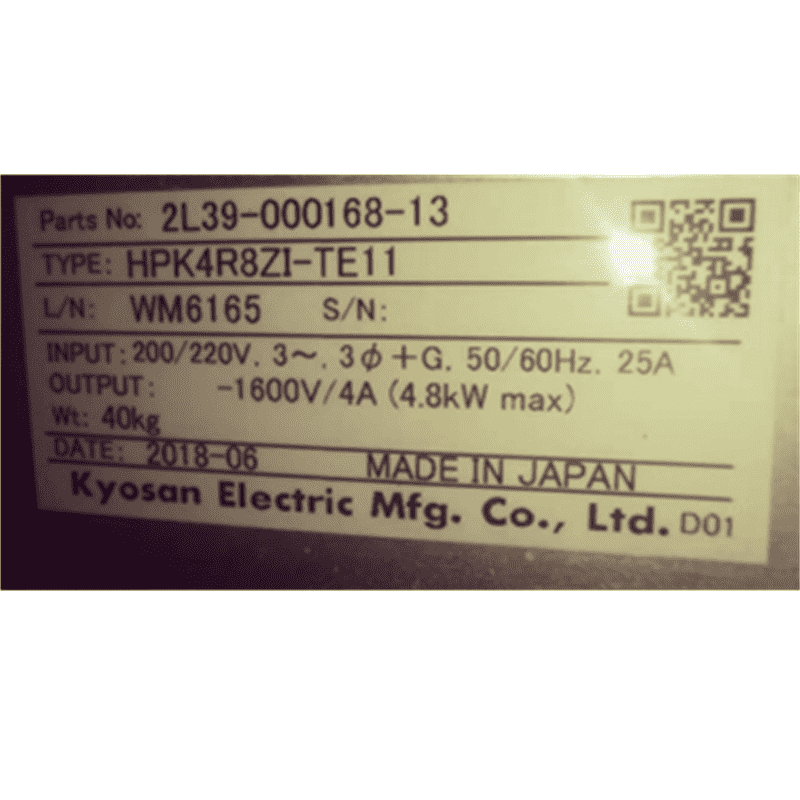 Parts No: 2L39-000168-13
TYPE: HPK4R8ZI-TE11
L/N: WM6165 S/N:
INPUT: 200/220V. 3~. 3φ+G. 50/60Hz. 25A
OUTPUT: -1600V/4A (4.8kW max)
Wt: 40kg
DATE: 2018-06 MADE IN JAPAN
Kyosan Electric Mfg. Co., Ltd. D01